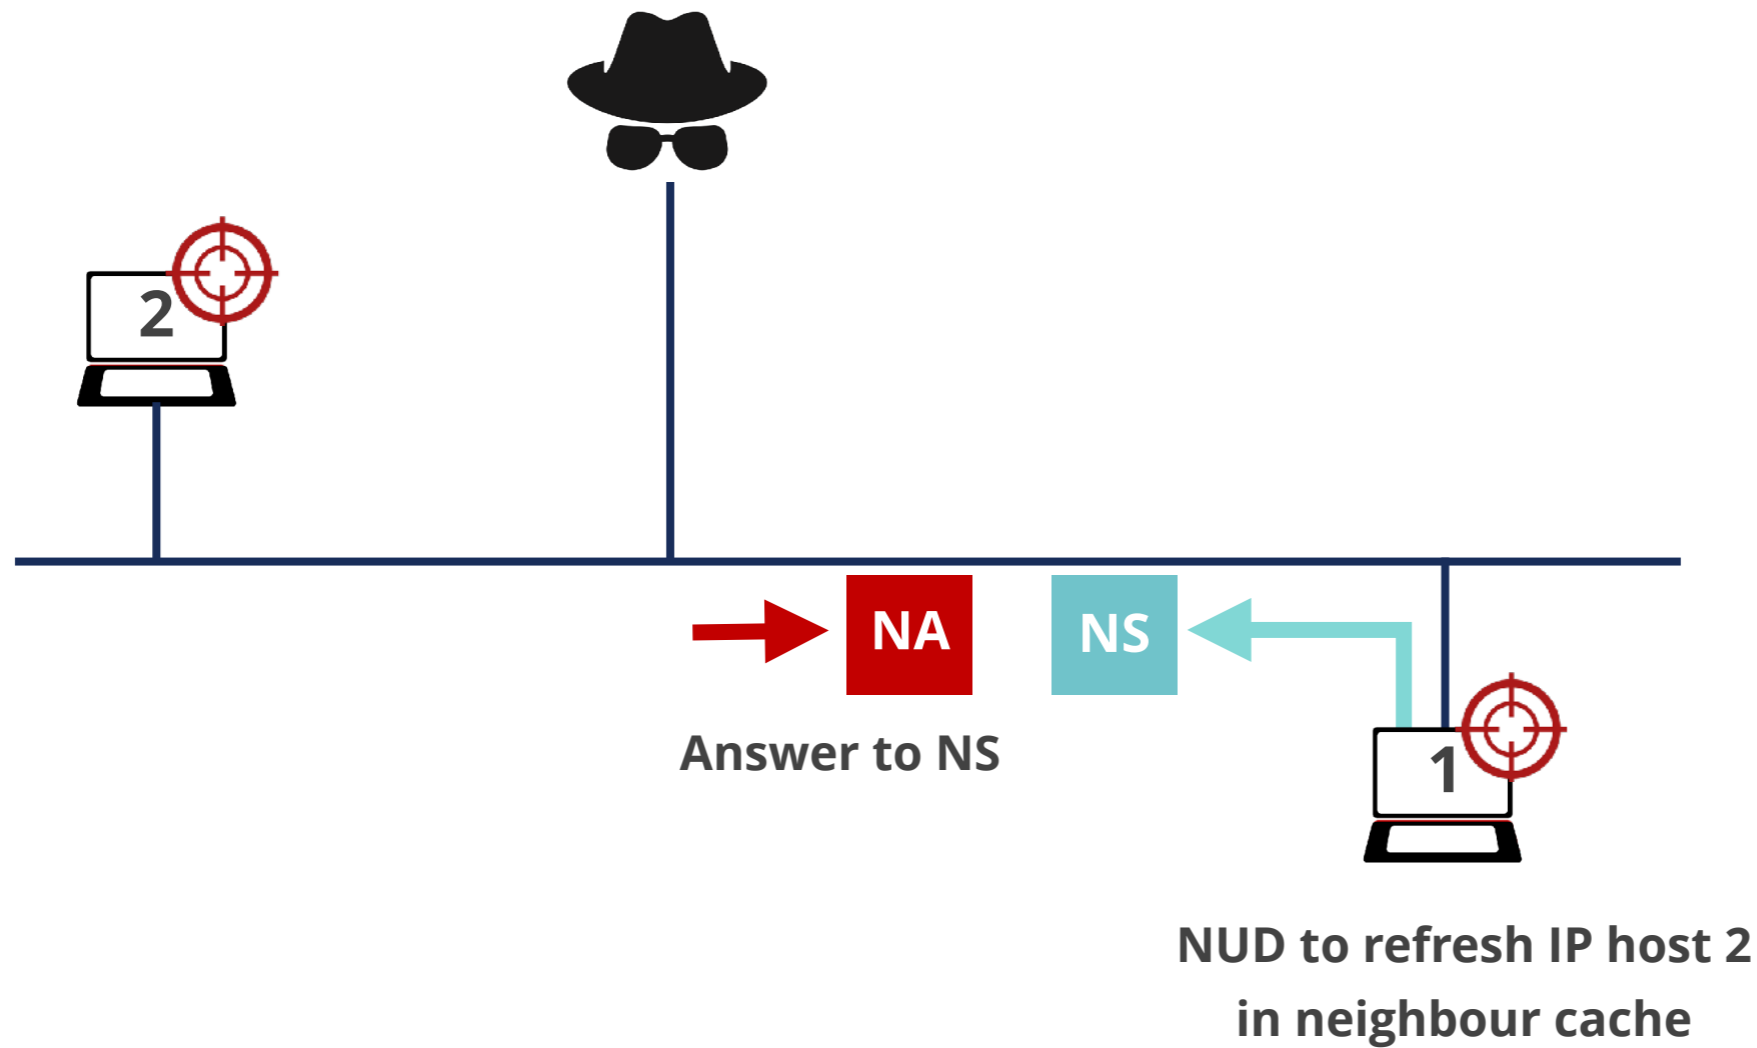 2
NA
NS
Answer to NS
1
NUD to refresh IP host 2
in neighbour cache